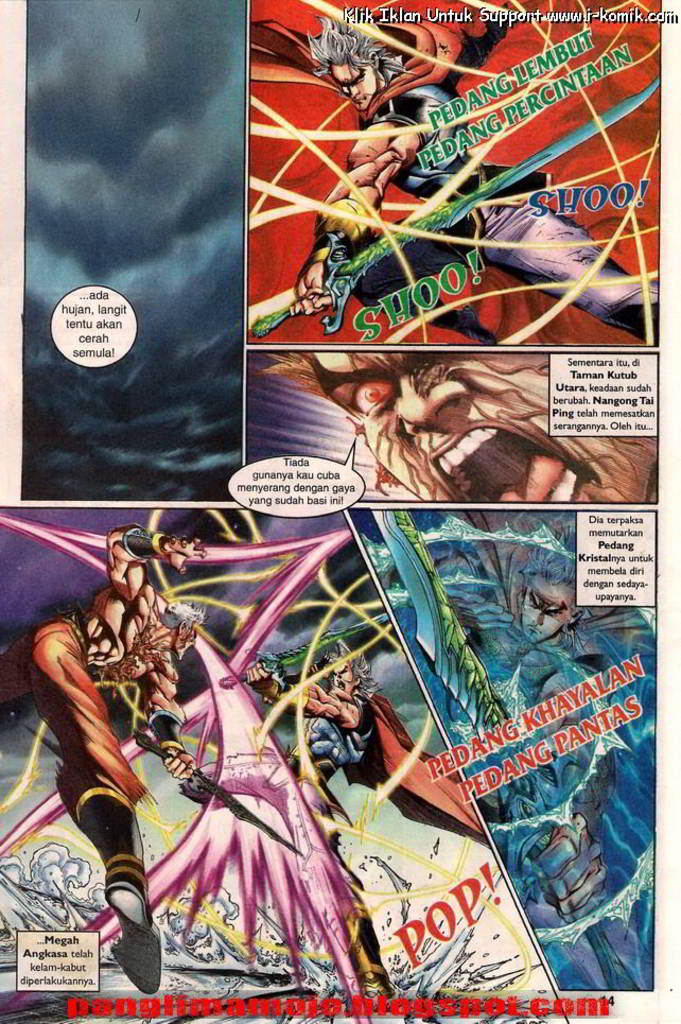 Klik Iklan Untuk Support www.i-komik.com
...ada
hujan, langit
tentu akan
cerah
semula!
PEDANG LEMBUT
PEDANG PERCINTAAN
SHOO!
SHOO!
Sementara itu, di
Taman Kutub
Utara, keadaan sudah
berubah. Nangong Tai
Ping telah memesatkan
serangannya. Oleh itu...
Tiada
gunanya kau cuba
menyerang dengan gaya
yang sudah basi ini!
Dia terpaksa
memutarkan
Pedang
Kristalnya untuk
membela diri
dengan sedaya-
upayanya.
PEDANG KHAYALAN
PEDANG PANTAS
POP!
...Megah
Angkasa telah
kelam-kabut
diperlakukannya.
panglimamojo.blogspot.com